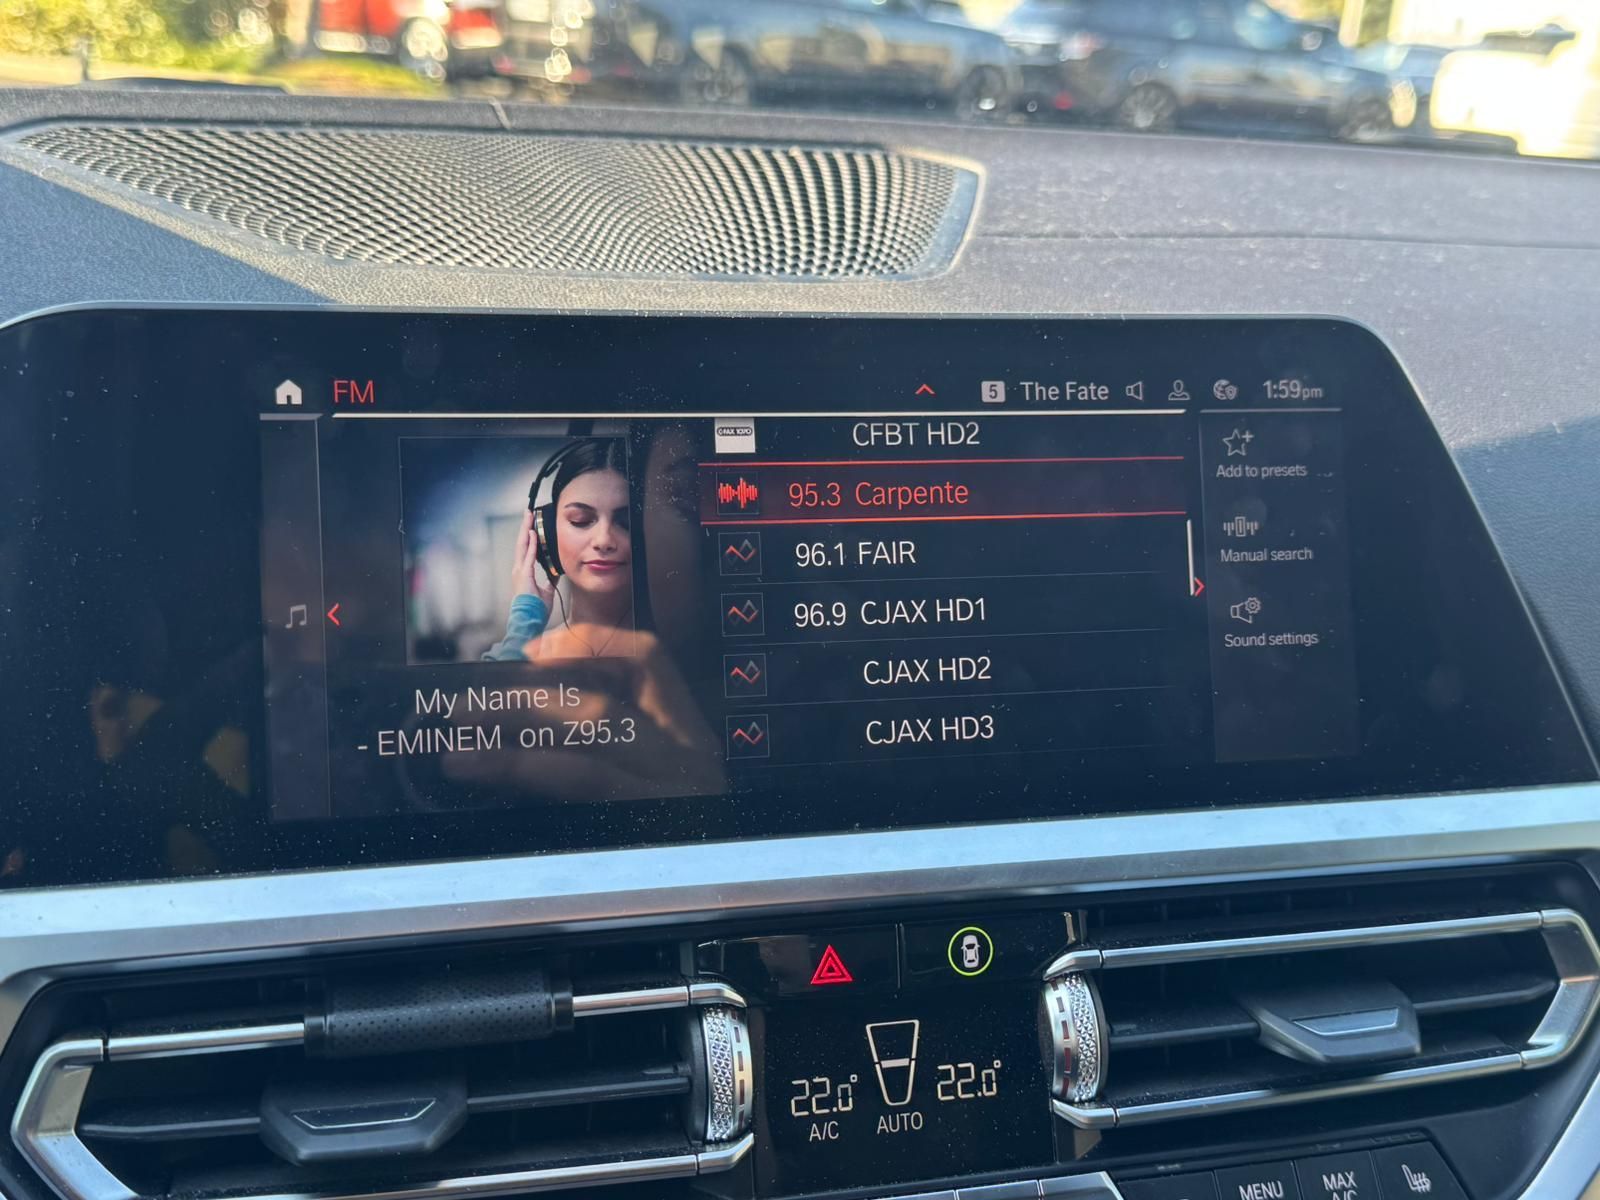 FM
5 The Fate 1:59pm
C-FAX 1070 CFBT HD2
95.3 Carpente
96.1 FAIR
96.9 CJAX HD1
CJAX HD2
CJAX HD3
My Name Is
- EMINEM on Z95.3
Add to presets
Manual search
Sound settings
22.0° 22.0°
A/C AUTO
MENU
MAX
A/C